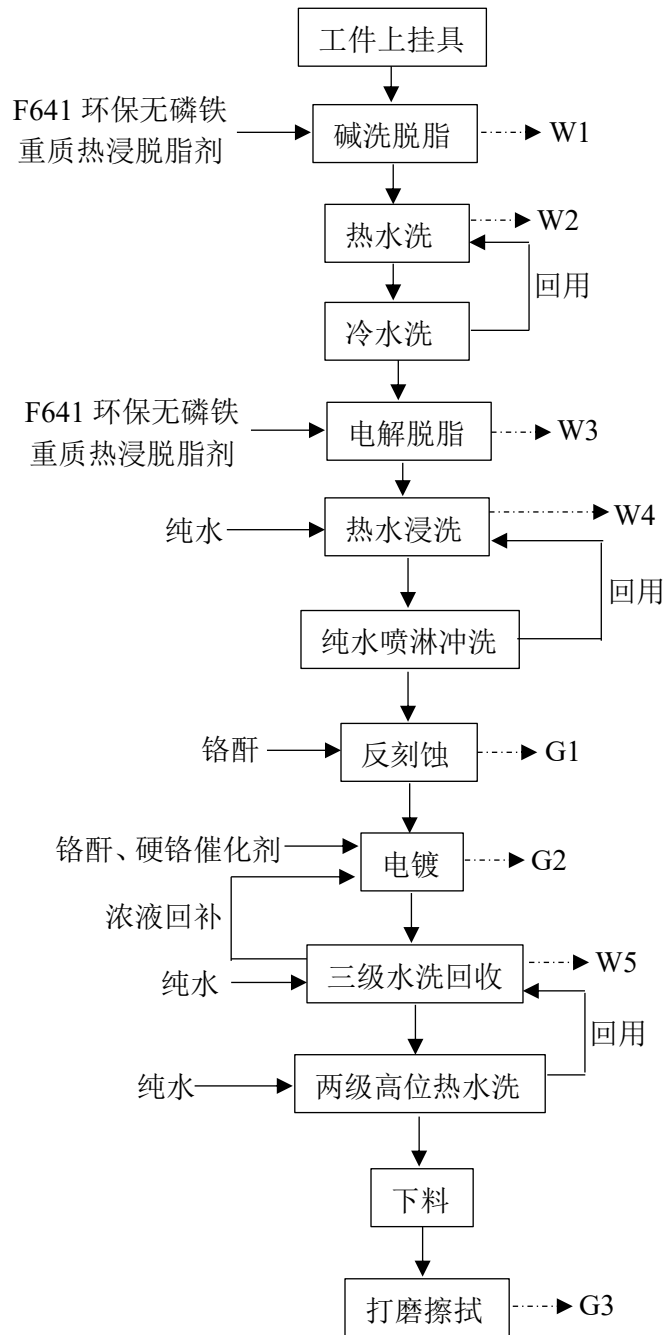 工件上挂具
F641 环保无磷铁
重质热浸脱脂剂
碱洗脱脂
W1
热水洗
W2
回用
冷水洗
F641 环保无磷铁
重质热浸脱脂剂
电解脱脂
W3
纯水
热水浸洗
W4
回用
纯水喷淋冲洗
铬酐
反刻蚀
G1
铬酐、硬铬催化剂
电镀
G2
浓液回补
纯水
三级水洗回收
W5
回用
纯水
两级高位热水洗
下料
打磨擦拭
G3